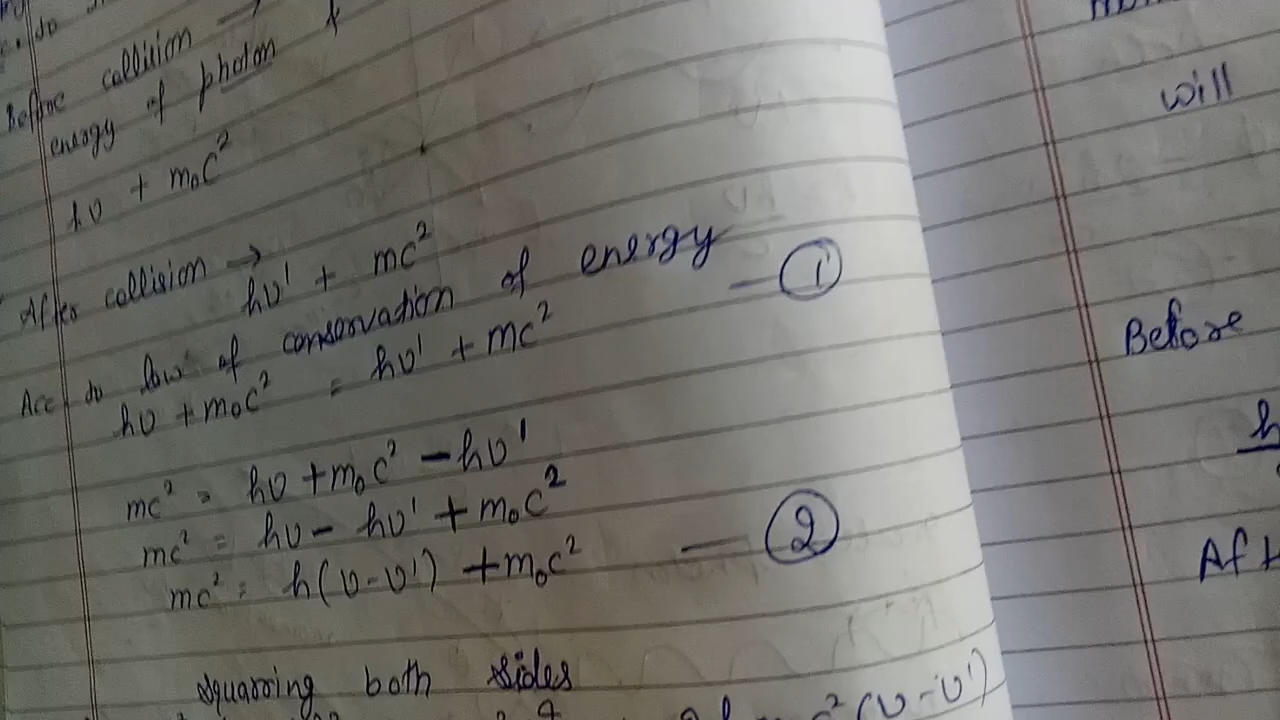 Before collision →
energy of photon +
hυ + m₀c²
After collision →
hυ' + mc²
Acc to law of conservation of energy — ①
hυ + m₀c² = hυ' + mc²
mc² = hυ + m₀c² - hυ'
mc² = hυ - hυ' + m₀c²
mc² = h(υ-υ') + m₀c² — ②
squarring both sides
c²(υ-υ')
will
Before
h